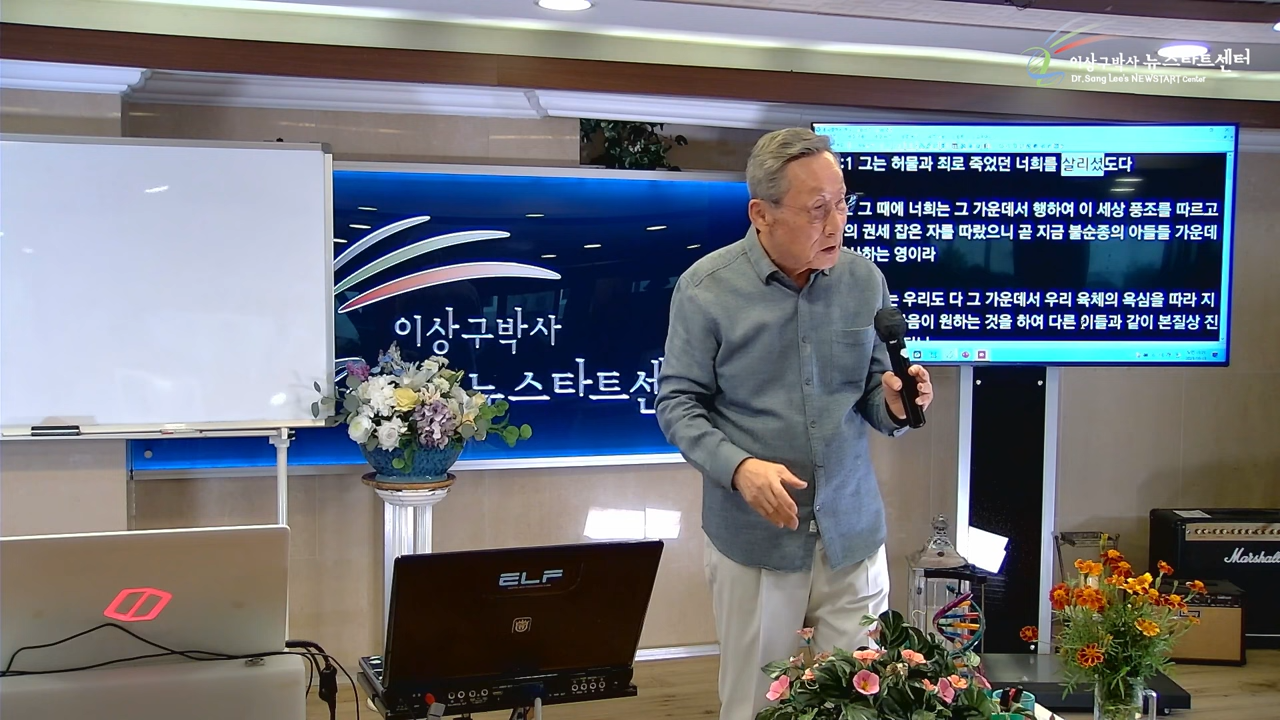 이상구박사 뉴스타트센터
Dr. Sang Lee's NEWSTART Center
:1 그는 허물과 죄로 죽었던 너희를 살리셨도다
그 때에 너희는 그 가운데서 행하여 이 세상 풍조를 따르고
의 권세 잡은 자를 따랐으니 곧 지금 불순종의 아들들 가운데
하는 영이라
우리도 다 그 가운데서 우리 육체의 욕심을 따라 지
음이 원하는 것을 하여 다른 이들과 같이 본질상 진
이상구박사
뉴스타트센
ELF
Marshall